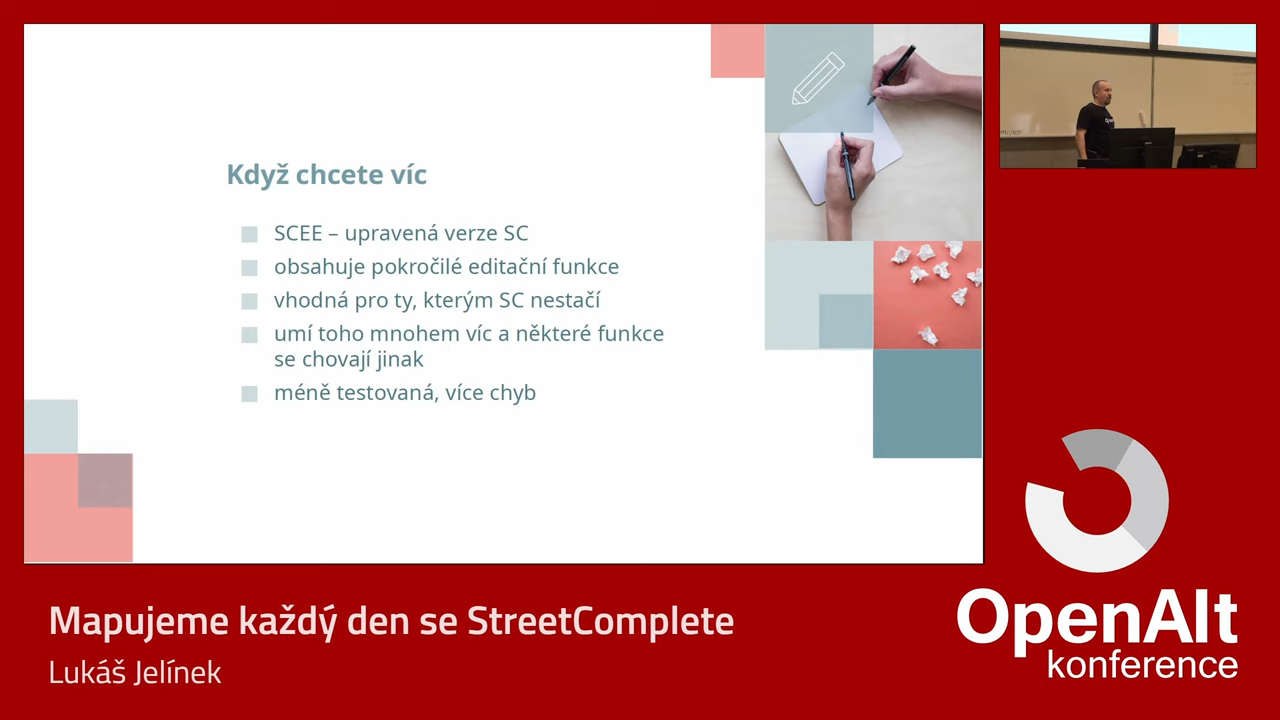 Když chcete víc
SCEE – upravená verze SC
obsahuje pokročilé editační funkce
vhodná pro ty, kterým SC nestačí
umí toho mnohem víc a některé funkce
se chovají jinak
méně testovaná, více chyb
Mapujeme každý den se StreetComplete
Lukáš Jelínek
OpenAlt
konference